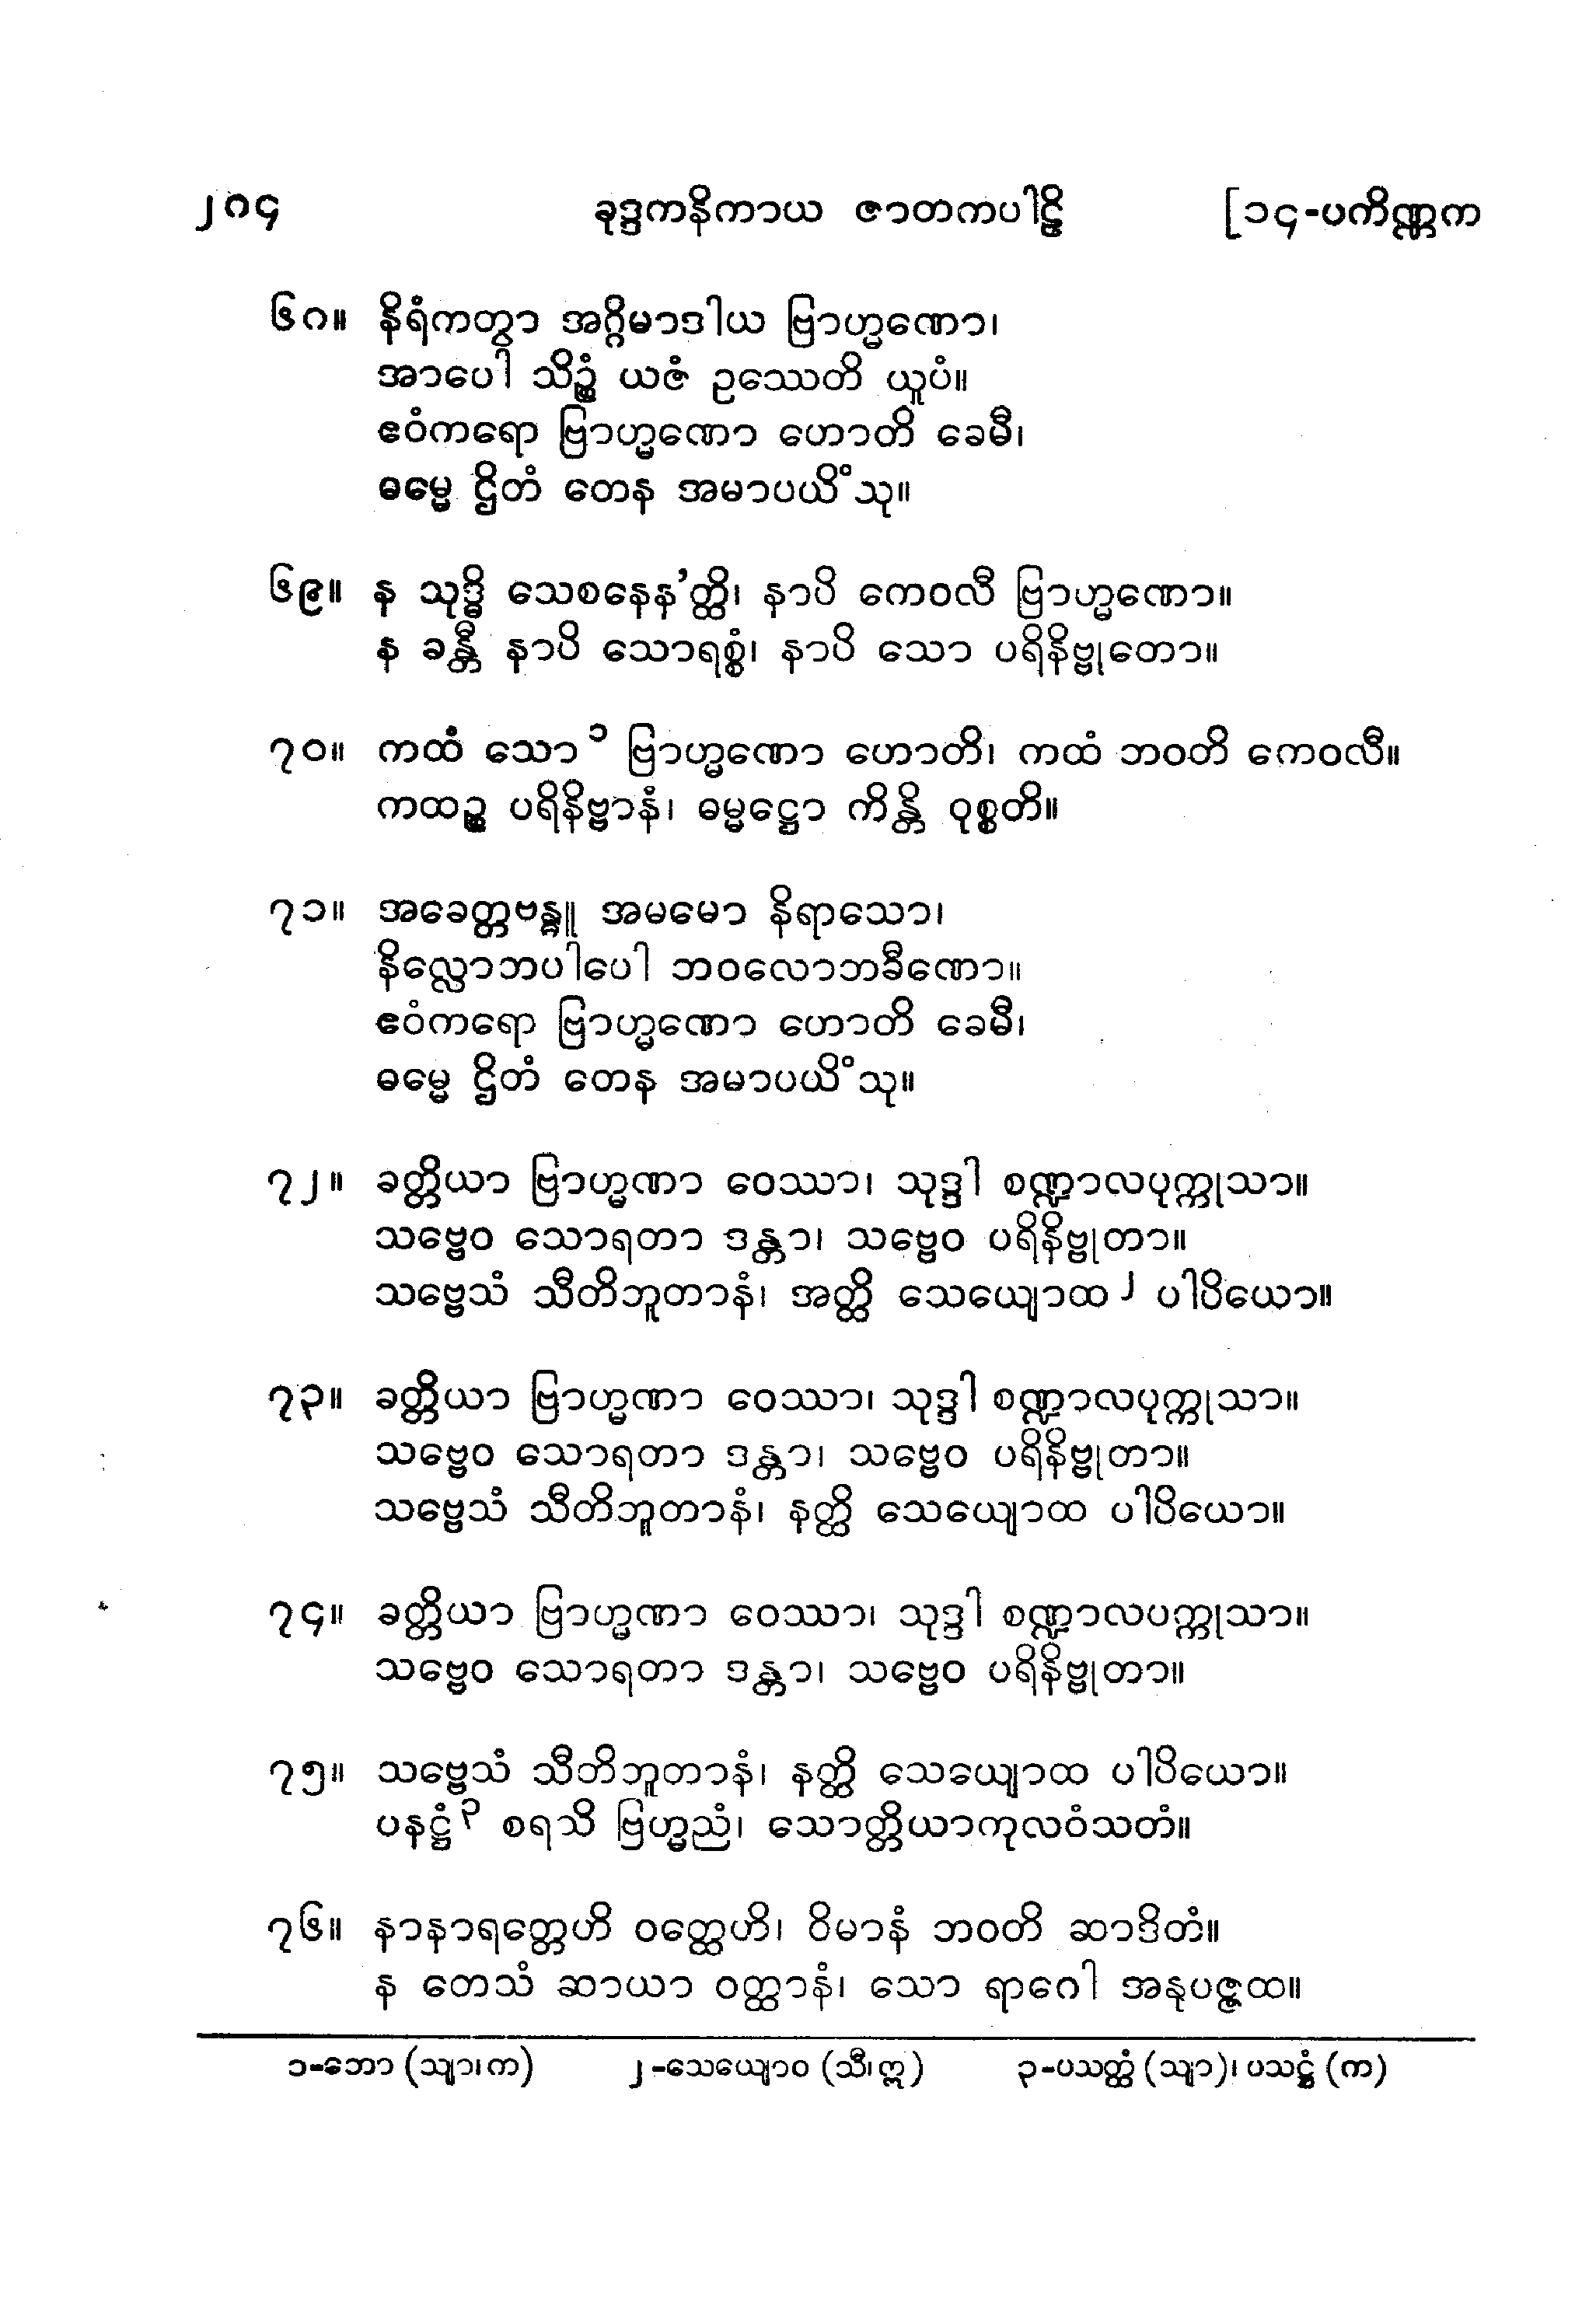 ၂၈၄ ခုဒ္ဒကနိကာယ ဇာတကပါဠိ [၁၄-ပကိဏ္ဏက
၆၈။ နိရံကတွာ အဂ္ဂိမာဒါယ ဗြာဟ္မဏော၊
အာပေါ သိဉ္စံ ယဇံ ဥဿေတိ ယူပံ။
ဧဝံကရော ဗြာဟ္မဏော ဟောတိ ခေမီ၊
ဓမ္မေ ဌိတံ တေန အမာပယိံသု။
၆၉။ န သုဒ္ဓိ သေစနေန’တ္ထိ၊ နာပိ ကေဝလီ ဗြာဟ္မဏော။
န ခန္တီ နာပိ သောရစ္စံ၊ နာပိ သော ပရိနိဗ္ဗုတော။
၇၀။ ကထံ သော ၁ ဗြာဟ္မဏော ဟောတိ၊ ကထံ ဘဝတိ ကေဝလီ။
ကထဉ္စ ပရိနိဗ္ဗာနံ၊ ဓမ္မဋ္ဌော ကိန္တိ ဝုစ္စတိ။
၇၁။ အခေတ္တဗန္ဓူ အမမော နိရာသော၊
နိလ္လောဘပါပေါ ဘဝလောဘခီဏော။
ဧဝံကရော ဗြာဟ္မဏော ဟောတိ ခေမီ၊
ဓမ္မေ ဌိတံ တေန အမာပယိံသု။
၇၂။ ခတ္တိယာ ဗြာဟ္မဏာ ဝေဿာ၊ သုဒ္ဒါ စဏ္ဍာလပုက္ကုသာ။
သဗ္ဗေဝ သောရတာ ဒန္တာ၊ သဗ္ဗေဝ ပရိနိဗ္ဗုတာ။
သဗ္ဗေသံ သီတိဘူတာနံ၊ အတ္ထိ သေယျောထ ၂ ပါပိယော။
၇၃။ ခတ္တိယာ ဗြာဟ္မဏာ ဝေဿာ၊ သုဒ္ဒါ စဏ္ဍာလပုက္ကုသာ။
သဗ္ဗေဝ သောရတာ ဒန္တာ၊ သဗ္ဗေဝ ပရိနိဗ္ဗုတာ။
သဗ္ဗေသံ သီတိဘူတာနံ၊ နတ္ထိ သေယျောထ ပါပိယော။
၇၄။ ခတ္တိယာ ဗြာဟ္မဏာ ဝေဿာ၊ သုဒ္ဒါ စဏ္ဍာလပက္ကုသာ။
သဗ္ဗေဝ သောရတာ ဒန္တာ၊ သဗ္ဗေဝ ပရိနိဗ္ဗုတာ။
၇၅။ သဗ္ဗေသံ သီတိဘူတာနံ၊ နတ္ထိ သေယျောထ ပါပိယော။
ပနဋ္ဌံ ၃ စရသိ ဗြဟ္မညံ၊ သောတ္တိယာကုလဝံသတံ။
၇၆။ နာနာရတ္တေဟိ ဝတ္ထေဟိ၊ ဝိမာနံ ဘဝတိ ဆာဒိတံ။
န တေသံ ဆာယာ ဝတ္ထာနံ၊ သော ရာဂေါ အနုပဇ္ဇထ။
၁-ဘော (သျာ၊ က) ၂-သေယျောဝ (သီ၊ ဣ) ၃-ပသတ္ထံ (သျာ)၊ ပသဋ္ဌံ (က)